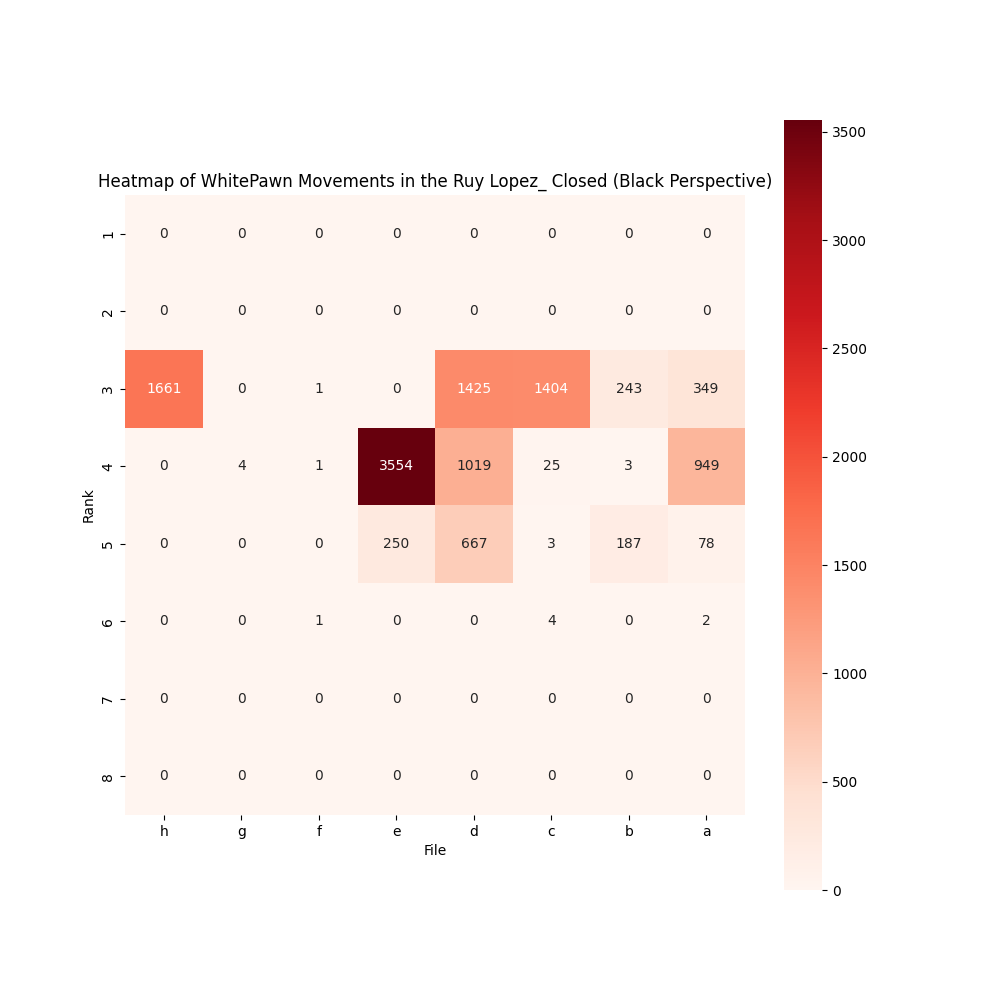 Heatmap of WhitePawn Movements in the Ruy Lopez_ Closed (Black Perspective)
1 0 0 0 0 0 0 0 0
2 0 0 0 0 0 0 0 0
3 1661 0 1 0 1425 1404 243 349
4 0 4 1 3554 1019 25 3 949
5 0 0 0 250 667 3 187 78
6 0 0 1 0 0 4 0 2
7 0 0 0 0 0 0 0 0
8 0 0 0 0 0 0 0 0
h g f e d c b a
File
Rank
3500
3000
2500
2000
1500
1000
500
0